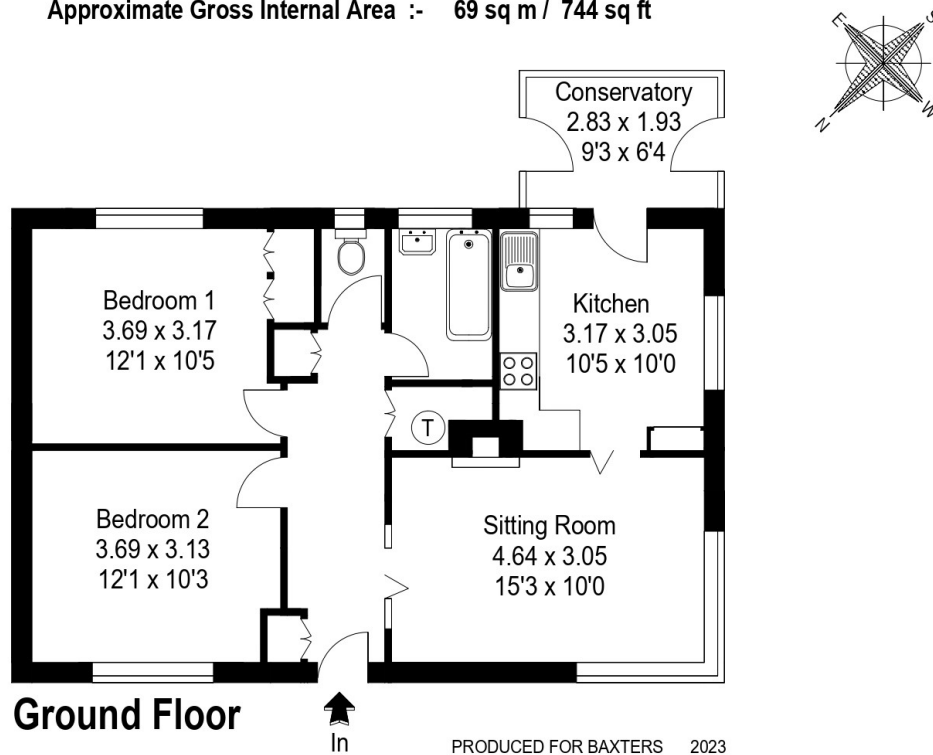 Approximate Gross Internal Area :- 69 sq m / 744 sq ft
E
S
N
W
Conservatory
2.83 x 1.93
9'3 x 6'4
Bedroom 1
3.69 x 3.17
12'1 x 10'5
Kitchen
3.17 x 3.05
10'5 x 10'0
T
Bedroom 2
3.69 x 3.13
12'1 x 10'3
Sitting Room
4.64 x 3.05
15'3 x 10'0
Ground Floor
In
PRODUCED FOR BAXTERS 2023